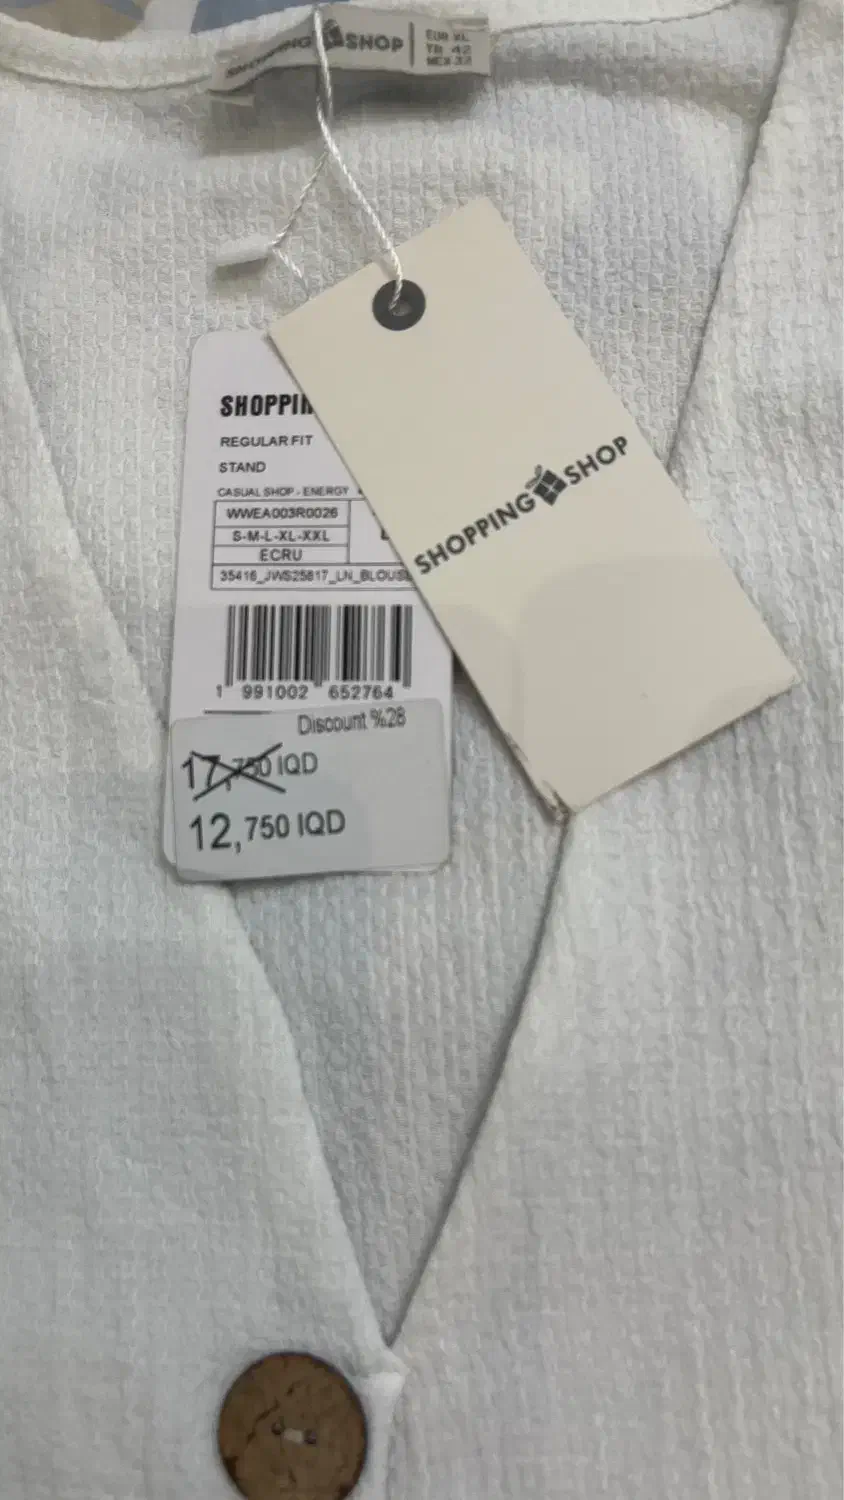 SHOPPING SHOP
EUR XL
TR 42
MEX 32
SHOPPIN
REGULAR FIT
STAND
CASUAL SHOP - ENERGY
WWEA003R0026
S-M-L-XL-XXL
ECRU
35416_JWS25817_LN_BLOUSE
1 991002 652764
Discount %28
17,750 IQD
12,750 IQD
SHOPPING SHOP